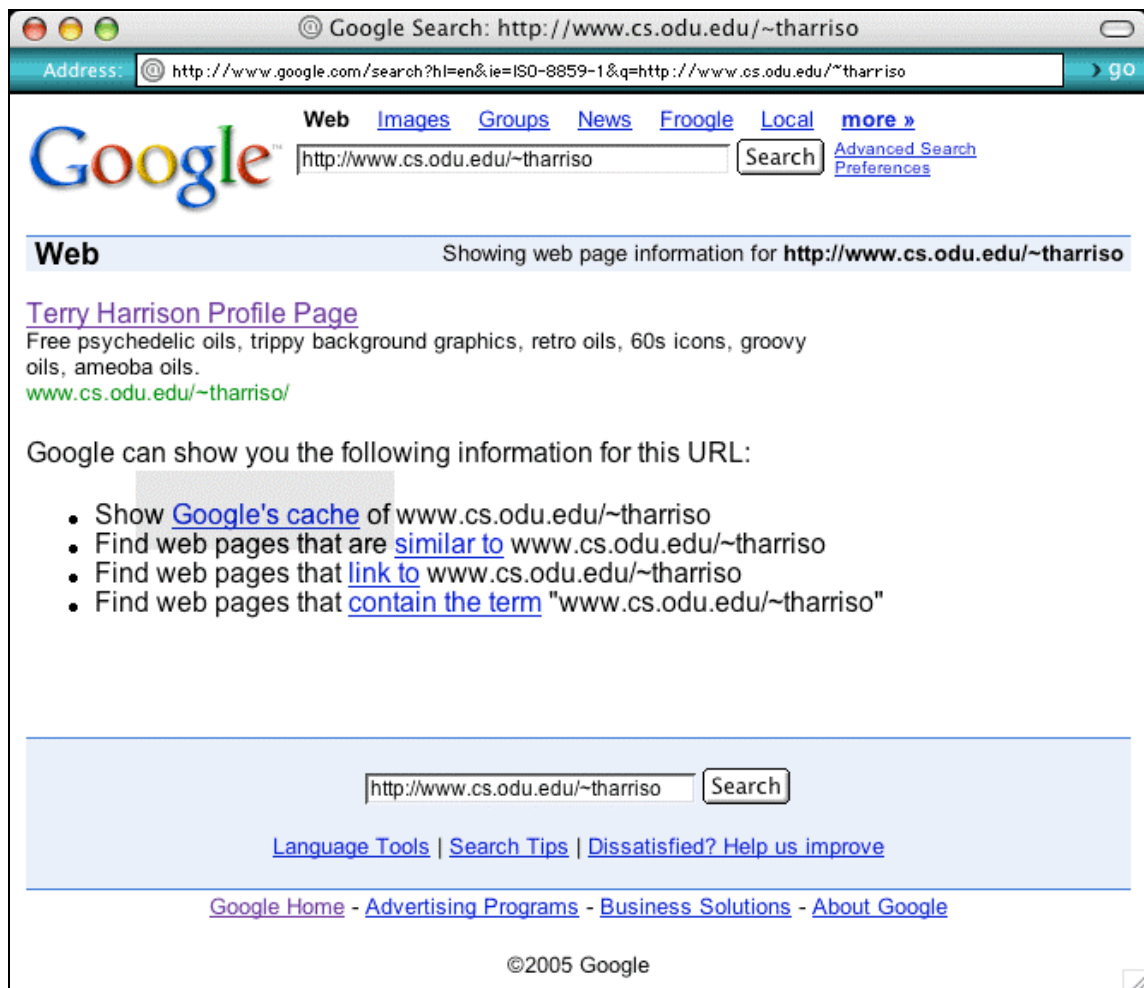 @ Google Search: http://www.cs.odu.edu/~tharriso
Address: @ http://www.google.com/search?hl=en&ie=ISO-8859-1&q=http://www.cs.odu.edu/~tharriso › go
Web Images Groups News Froogle Local more »
Google™ http://www.cs.odu.edu/~tharriso Search Advanced Search
Preferences
Web Showing web page information for http://www.cs.odu.edu/~tharriso
Terry Harrison Profile Page
Free psychedelic oils, trippy background graphics, retro oils, 60s icons, groovy
oils, ameoba oils.
www.cs.odu.edu/~tharriso/
Google can show you the following information for this URL:
• Show Google's cache of www.cs.odu.edu/~tharriso
• Find web pages that are similar to www.cs.odu.edu/~tharriso
• Find web pages that link to www.cs.odu.edu/~tharriso
• Find web pages that contain the term "www.cs.odu.edu/~tharriso"
http://www.cs.odu.edu/~tharriso Search
Language Tools | Search Tips | Dissatisfied? Help us improve
Google Home - Advertising Programs - Business Solutions - About Google
©2005 Google